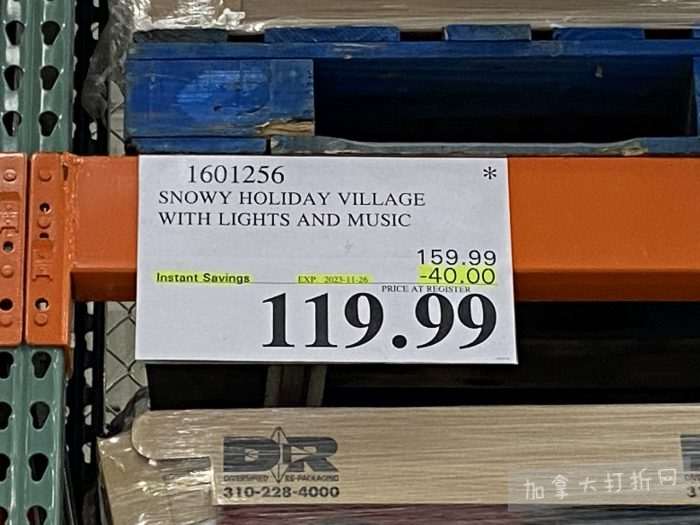 1601256 *
SNOWY HOLIDAY VILLAGE
WITH LIGHTS AND MUSIC
159.99
Instant Savings EXP. 2023-11-26 -40.00
PRICE AT REGISTER
119.99
DR
DIVERSIFIED RE-PACKAGING
310-228-4000
加拿大打折网